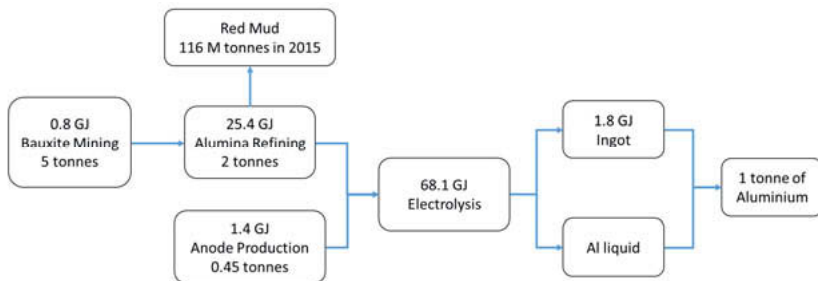 Red Mud
116 M tonnes in 2015
0.8 GJ
Bauxite Mining
5 tonnes
25.4 GJ
Alumina Refining
2 tonnes
1.4 GJ
Anode Production
0.45 tonnes
68.1 GJ
Electrolysis
1.8 GJ
Ingot
Al liquid
1 tonne of
Aluminium